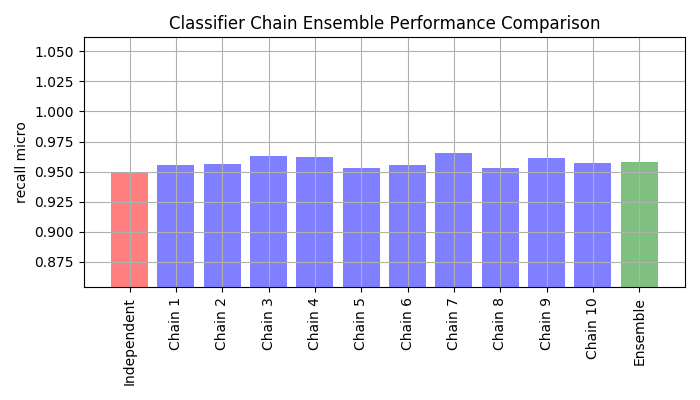 Classifier Chain Ensemble Performance Comparison
recall micro
1.050
1.025
1.000
0.975
0.950
0.925
0.900
0.875
Independent
Chain 1
Chain 2
Chain 3
Chain 4
Chain 5
Chain 6
Chain 7
Chain 8
Chain 9
Chain 10
Ensemble